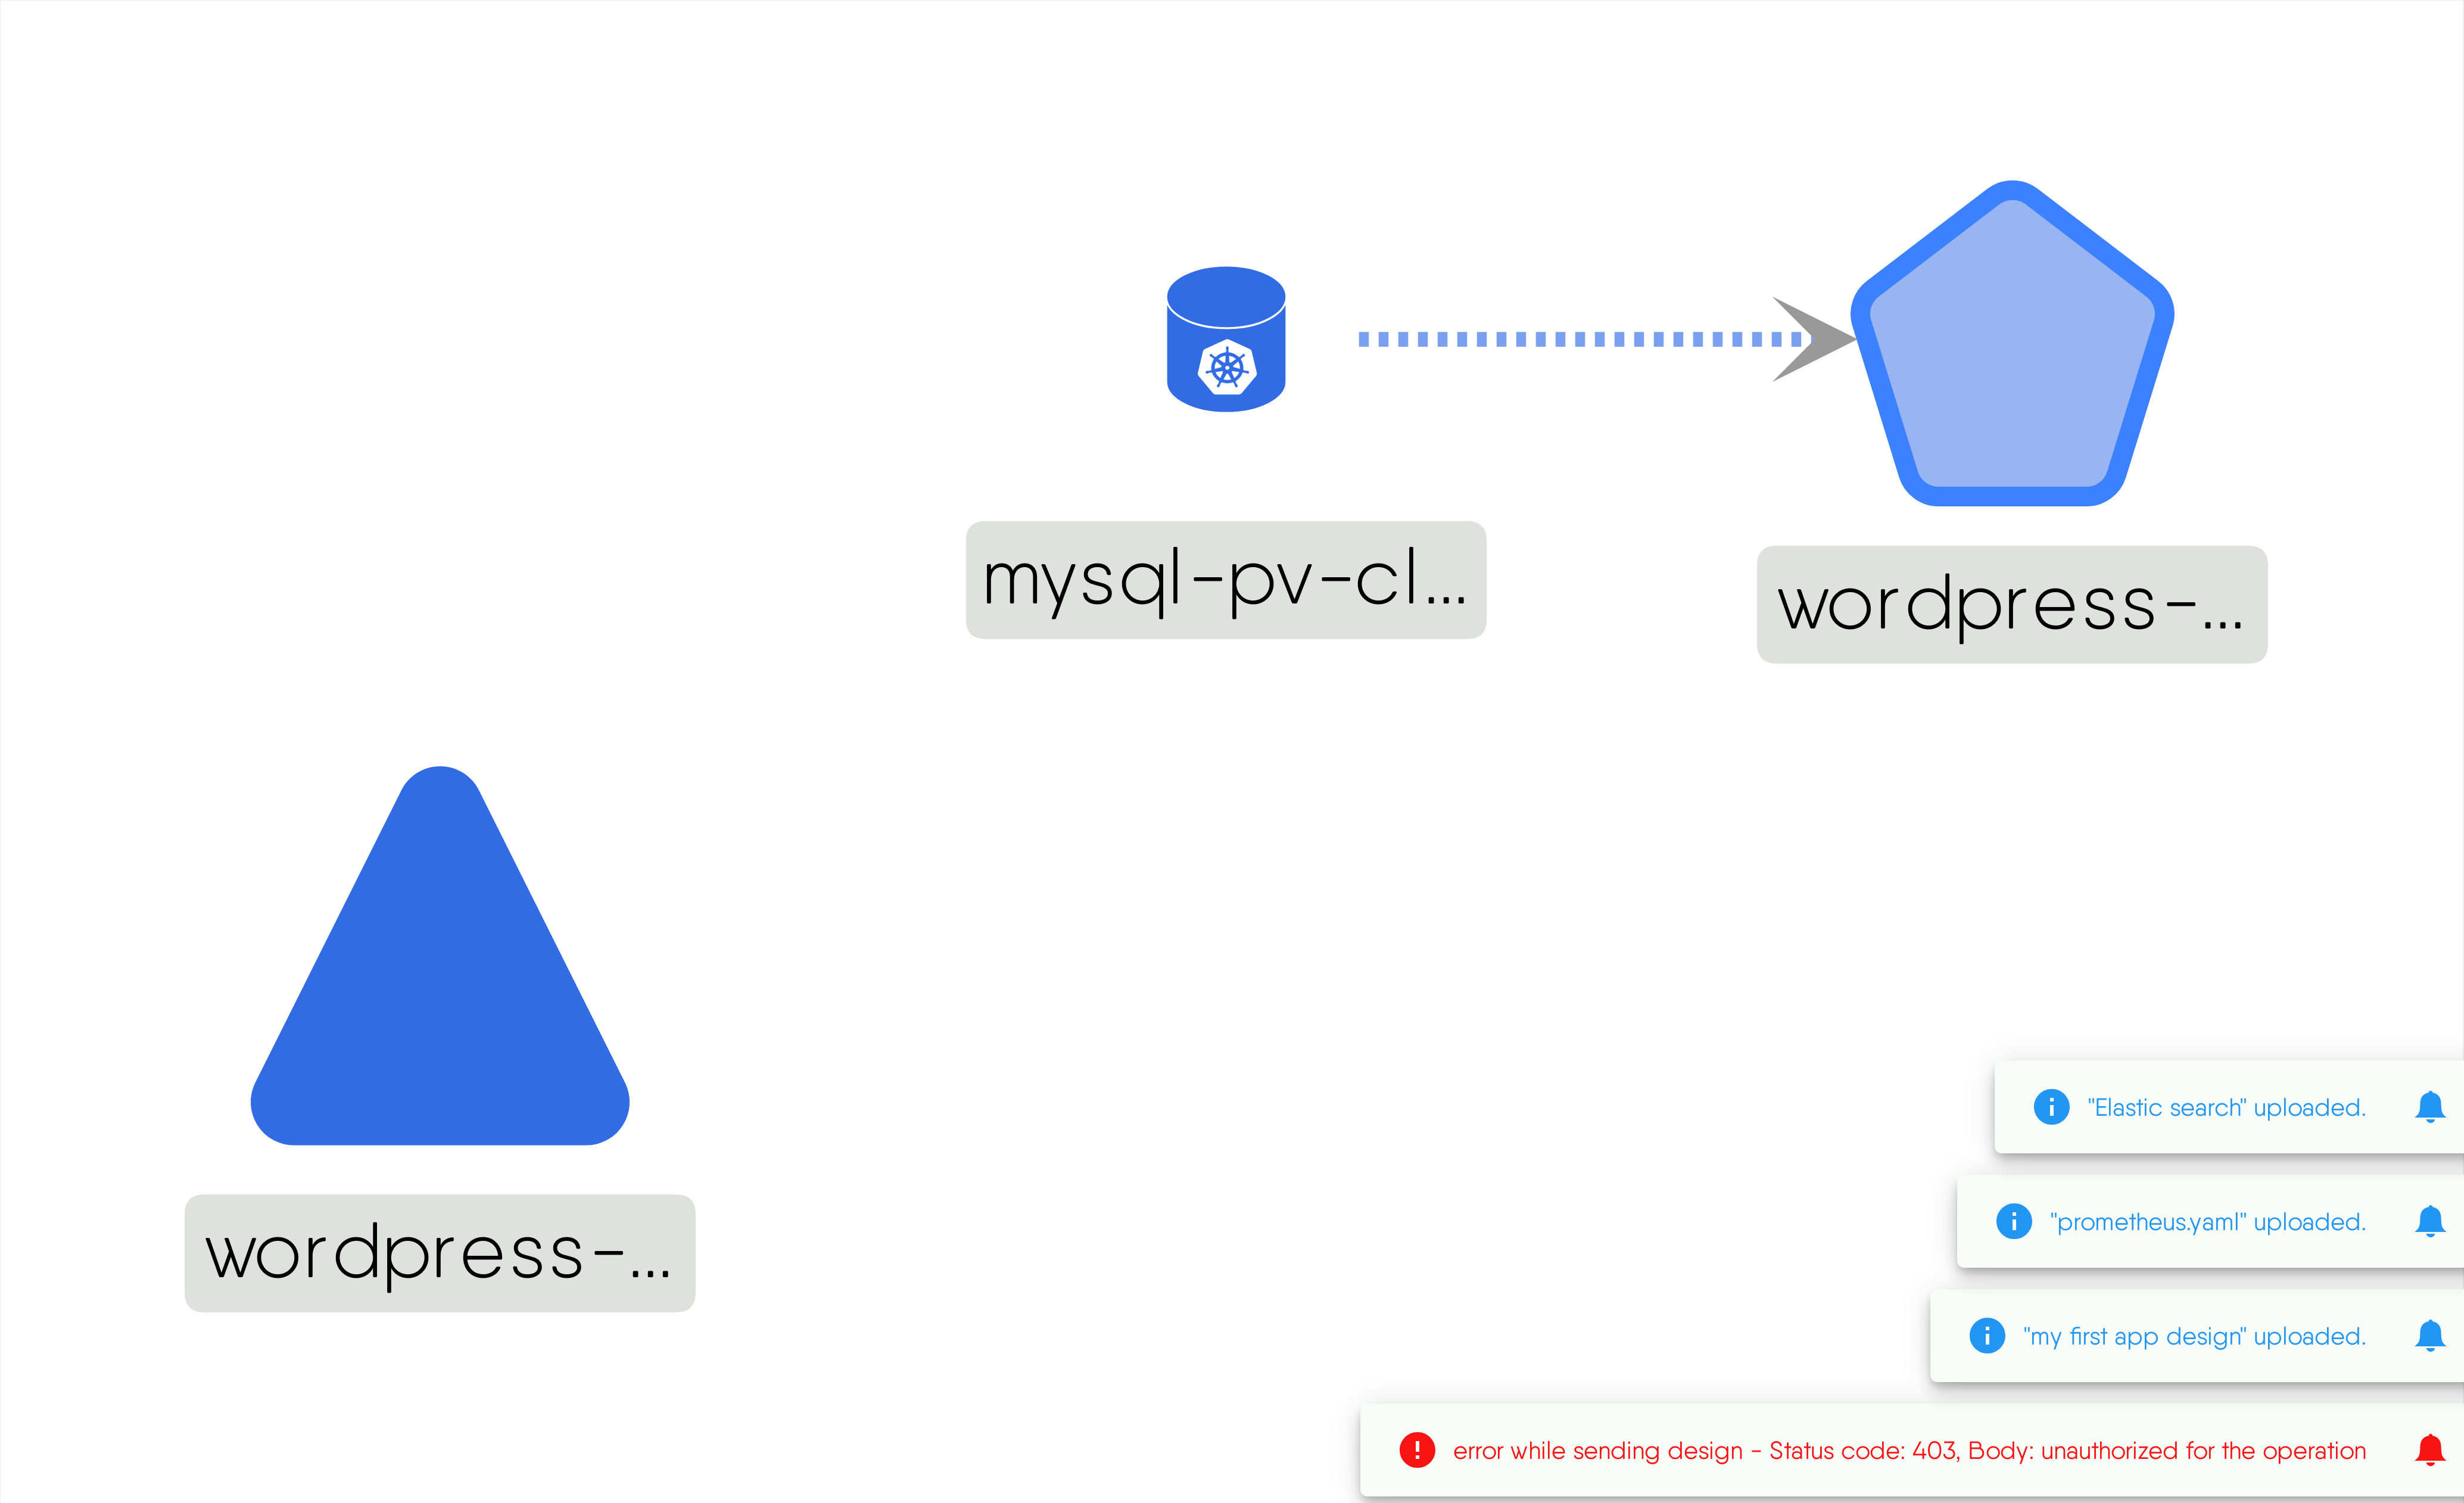 mysql-pv-cl...
wordpress-...
wordpress-...
"Elastic search" uploaded.
"prometheus.yaml" uploaded.
"my first app design" uploaded.
error while sending design - Status code: 403, Body: unauthorized for the operation